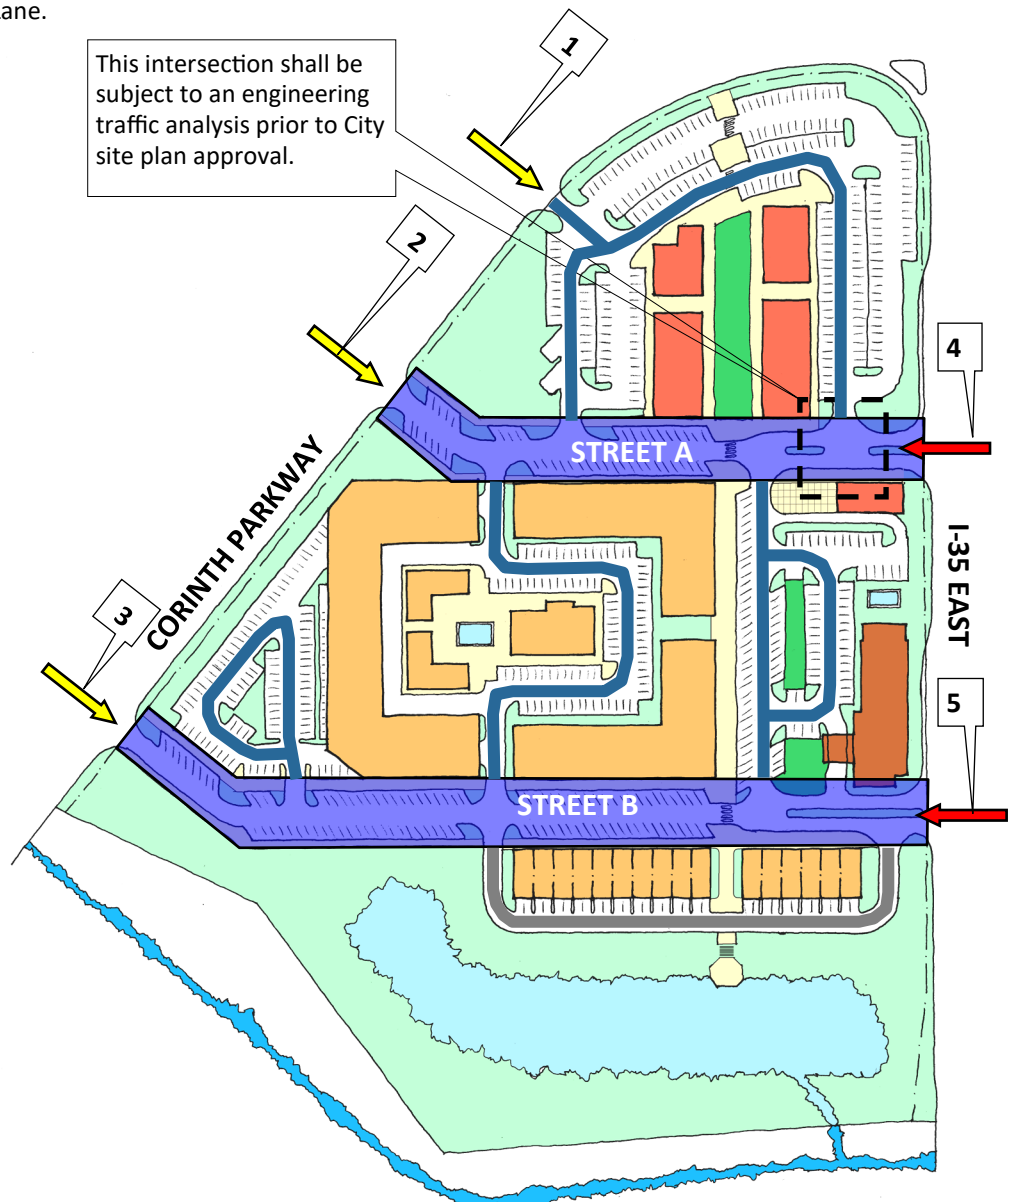 ane.
This intersection shall be
subject to an engineering
traffic analysis prior to City
site plan approval.
1
2
3
4
5
STREET A
CORINTH PARKWAY
I-35 EAST
STREET B